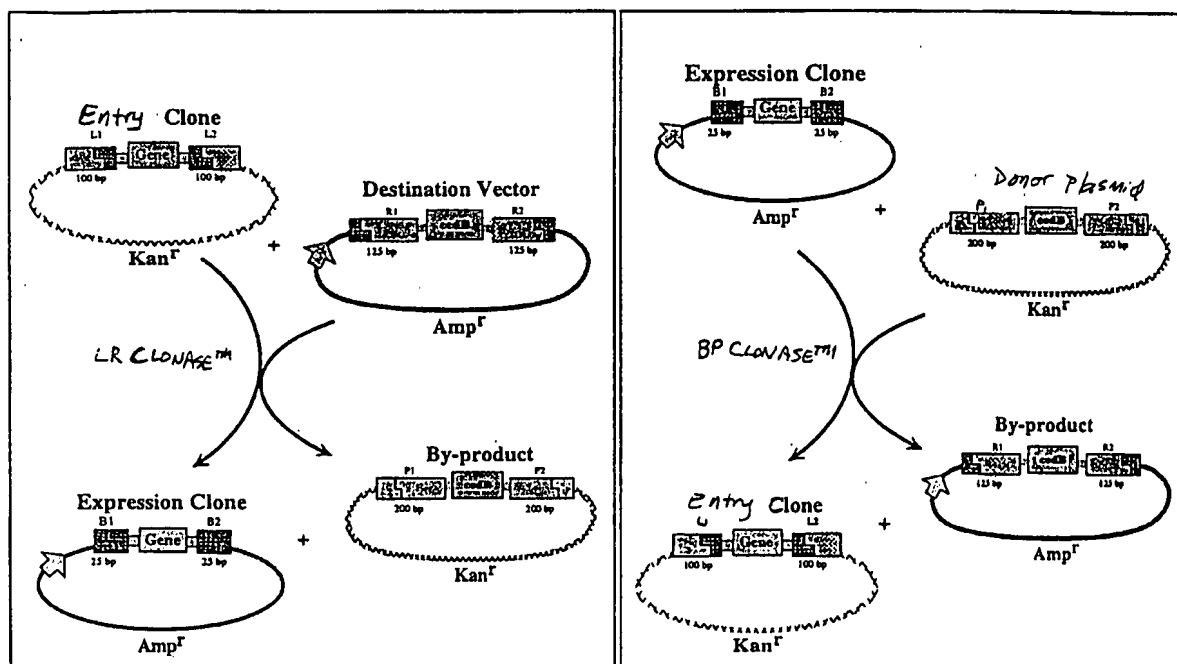 Entry Clone
L1 L2
Gene
100 bp 100 bp
Kanr
+
Destination Vector
R1 R2
ccdB
125 bp 125 bp
Ampr
LR CLONASE™
Expression Clone
B1 B2
Gene
25 bp 25 bp
Ampr
+
By-product
P1 P2
ccdB
200 bp 200 bp
Kanr
Expression Clone
B1 B2
Gene
25 bp 25 bp
Ampr
+
Donor Plasmid
P1 P2
ccdB
200 bp 200 bp
Kanr
BP CLONASE™
Entry Clone
L2
Gene
100 bp 100 bp
Kanr
+
By-product
R1 R2
ccdB
125 bp 125 bp
Ampr